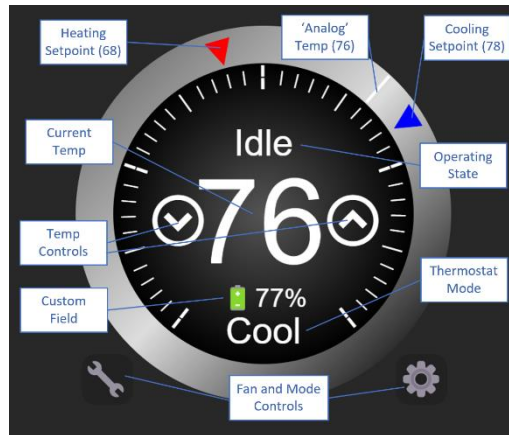 Heating
Setpoint (68)
‘Analog’
Temp (76)
Cooling
Setpoint (78)
Current
Temp
Idle
Operating
State
76
Temp
Controls
Thermostat
Mode
Custom
Field
77%
Cool
Fan and Mode
Controls